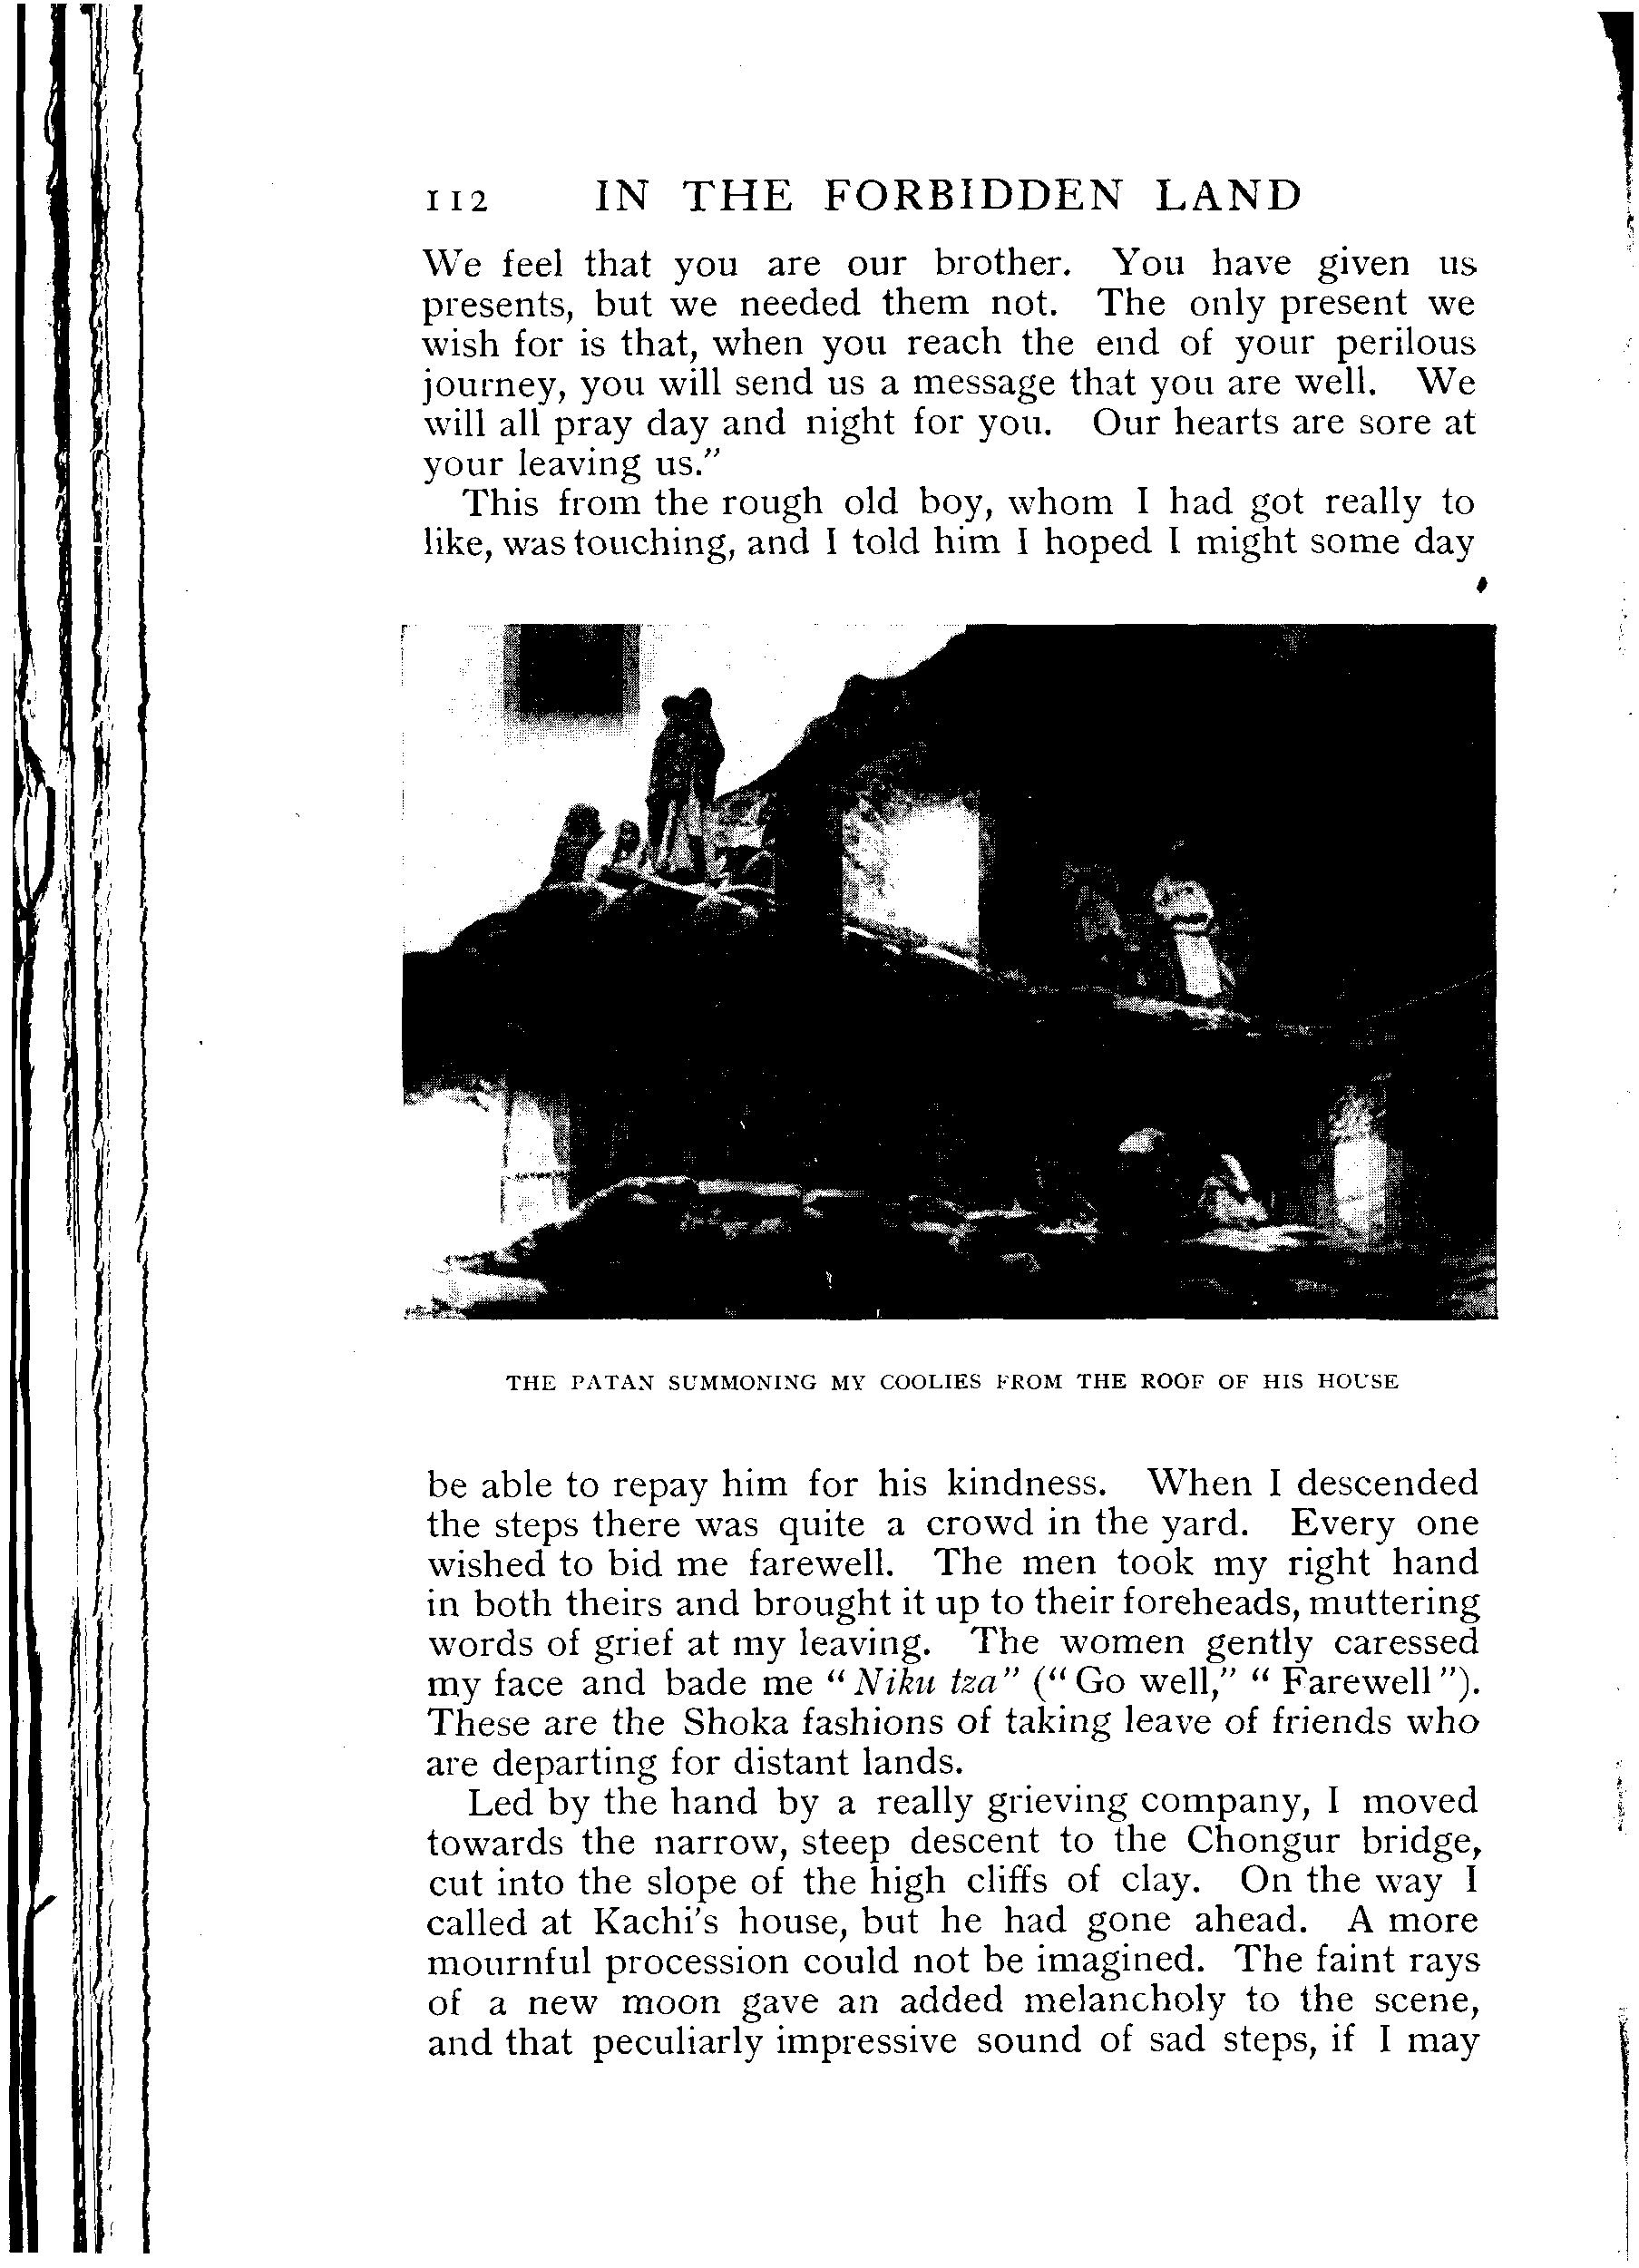 112 IN THE FORBIDDEN LAND
We feel that you are our brother. You have given us
presents, but we needed them not. The only present we
wish for is that, when you reach the end of your perilous
journey, you will send us a message that you are well. We
will all pray day and night for you. Our hearts are sore at
your leaving us."
This from the rough old boy, whom I had got really to
like, was touching, and I told him I hoped I might some day
THE PATAN SUMMONING MY COOLIES FROM THE ROOF OF HIS HOUSE
be able to repay him for his kindness. When I descended
the steps there was quite a crowd in the yard. Every one
wished to bid me farewell. The men took my right hand
in both theirs and brought it up to their foreheads, muttering
words of grief at my leaving. The women gently caressed
my face and bade me "Niku tza" ("Go well," "Farewell").
These are the Shoka fashions of taking leave of friends who
are departing for distant lands.
Led by the hand by a really grieving company, I moved
towards the narrow, steep descent to the Chongur bridge,
cut into the slope of the high cliffs of clay. On the way I
called at Kachi's house, but he had gone ahead. A more
mournful procession could not be imagined. The faint rays
of a new moon gave an added melancholy to the scene,
and that peculiarly impressive sound of sad steps, if I may